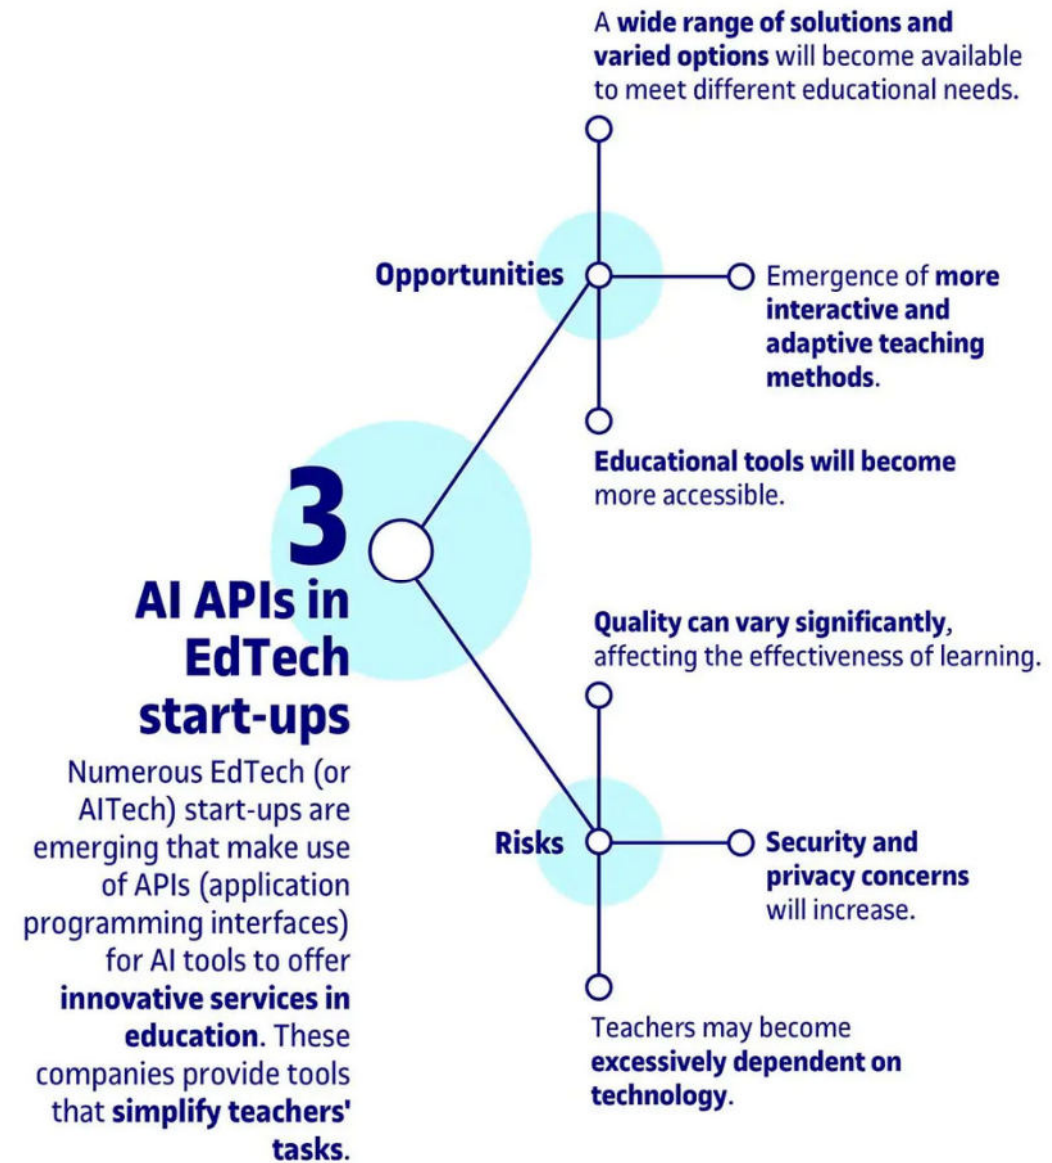 3
AI APIs in
EdTech
start-ups
Numerous EdTech (or
AITech) start-ups are
emerging that make use
of APIs (application
programming interfaces)
for AI tools to offer
innovative services in
education. These
companies provide tools
that simplify teachers'
tasks.
Opportunities
A wide range of solutions and
varied options will become available
to meet different educational needs.
Emergence of more
interactive and
adaptive teaching
methods.
Educational tools will become
more accessible.
Risks
Quality can vary significantly,
affecting the effectiveness of learning.
Security and
privacy concerns
will increase.
Teachers may become
excessively dependent on
technology.